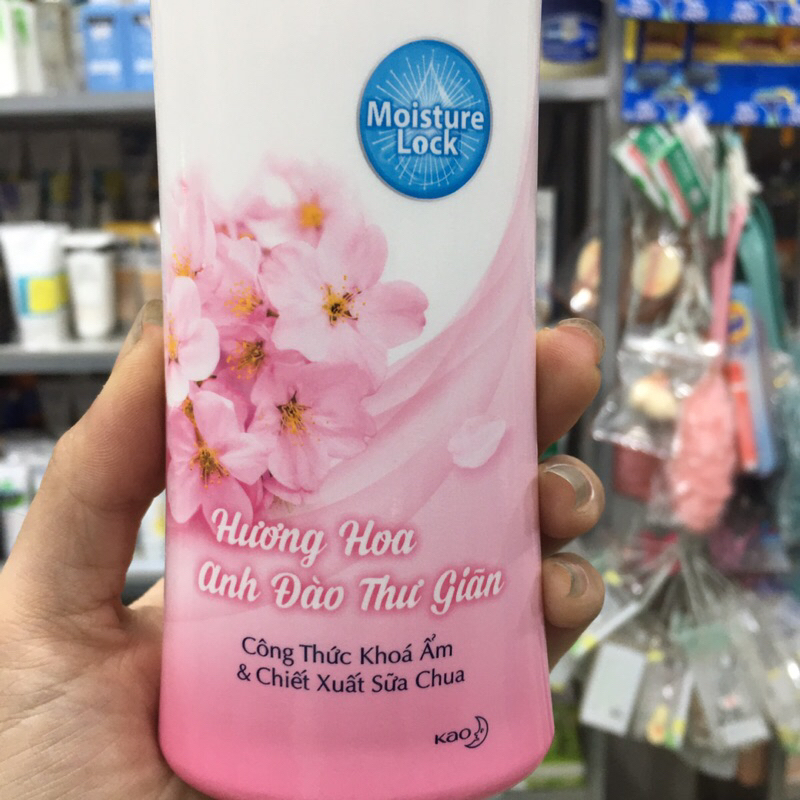 Moisture
Lock
Hương Hoa
anh Đào Thư Giãn
Công Thức Khoá Ẩm
& Chiết Xuất Sữa Chua
Kao